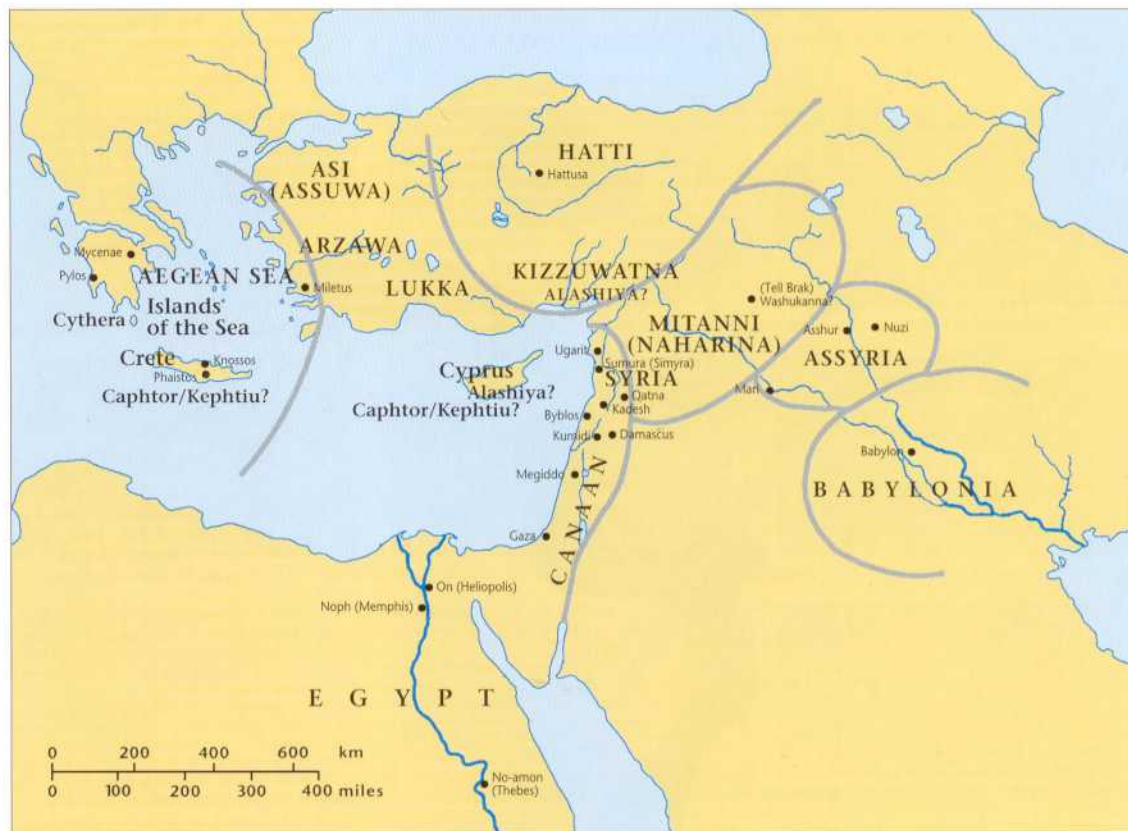 HATTI
Hattusa
ASI
(ASSUWA)
ARZAWA
LUKKA
KIZZUWATNA
ALASHIYA?
Mycenae
Pylos
AEGEAN SEA
Miletus
Islands
of the Sea
Cythera
Crete
Knossos
Phaistos
Caphtor/Kephtiu?
Cyprus
Alashiya?
Caphtor/Kephtiu?
(Tell Brak)
Washukanna?
MITANNI
(NAHARINA)
Asshur
Nuzi
ASSYRIA
Ugarit
Sumura (Simyra)
SYRIA
Qatna
Kadesh
Mari
Byblos
Kumidi
Damascus
Babylon
BABYLONIA
Megiddo
CANAAN
Gaza
On (Heliopolis)
Noph (Memphis)
EGYPT
No-amon
(Thebes)
0 200 400 600 km
0 100 200 300 400 miles